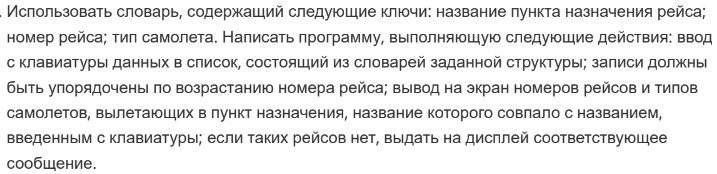 . Использовать словарь, содержащий следующие ключи: название пункта назначения рейса;
номер рейса; тип самолета. Написать программу, выполняющую следующие действия: ввод
с клавиатуры данных в список, состоящий из словарей заданной структуры; записи должны
быть упорядочены по возрастанию номера рейса; вывод на экран номеров рейсов и типов
самолетов, вылетающих в пункт назначения, название которого совпало с названием,
введенным с клавиатуры; если таких рейсов нет, выдать на дисплей соответствующее
сообщение.